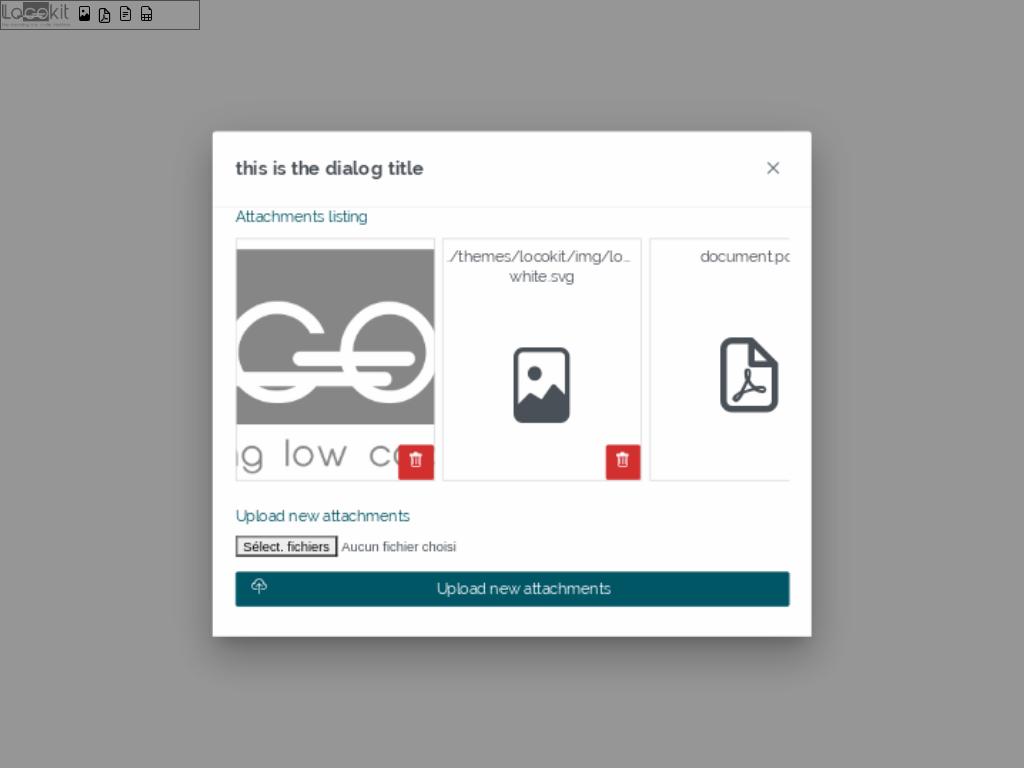 Locokit
this is the dialog title
Attachments listing
../themes/locokit/img/lo...
white.svg
document.pd
ng low co
Upload new attachments
Sélect. fichiers Aucun fichier choisi
Upload new attachments